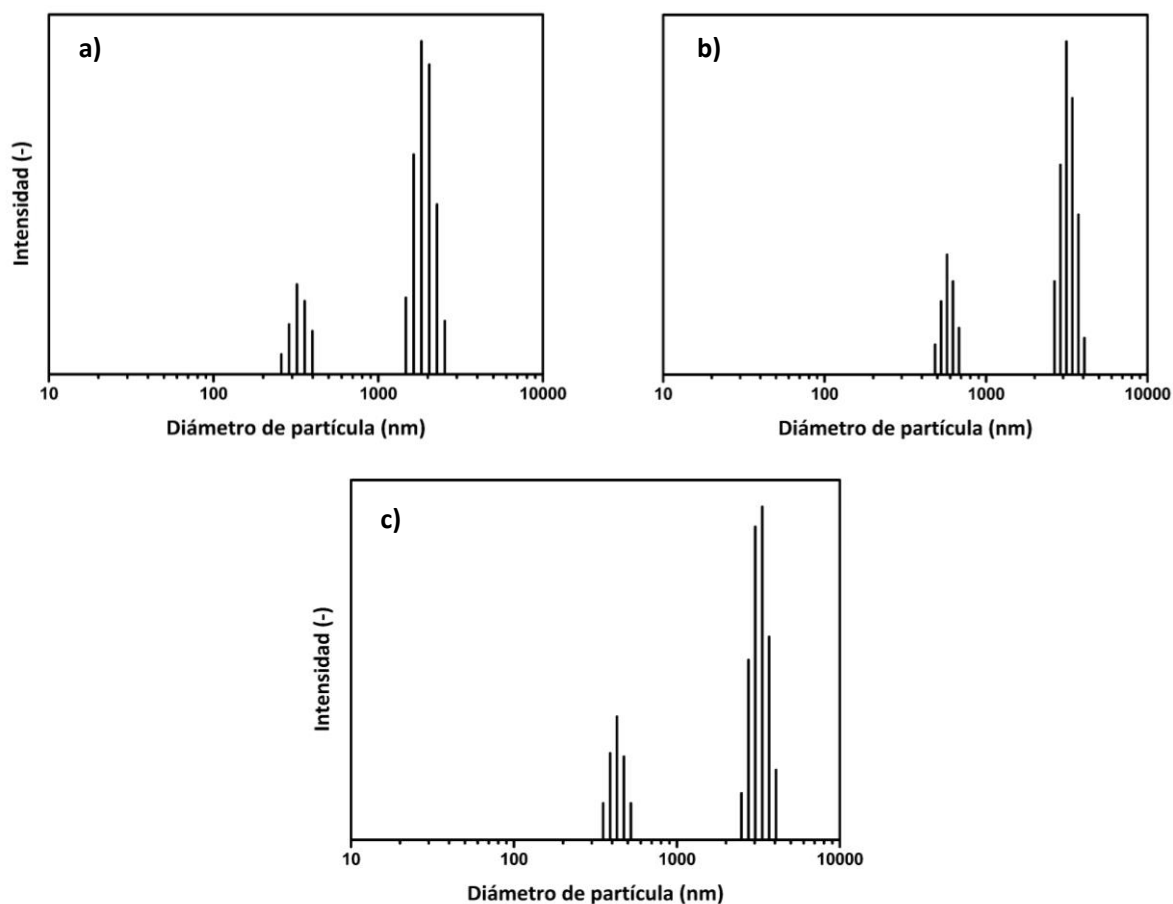 a)
Intensidad (-)
10 100 1000 10000
Diámetro de partícula (nm)
b)
10 100 1000 10000
Diámetro de partícula (nm)
c)
Intensidad (-)
10 100 1000 10000
Diámetro de partícula (nm)